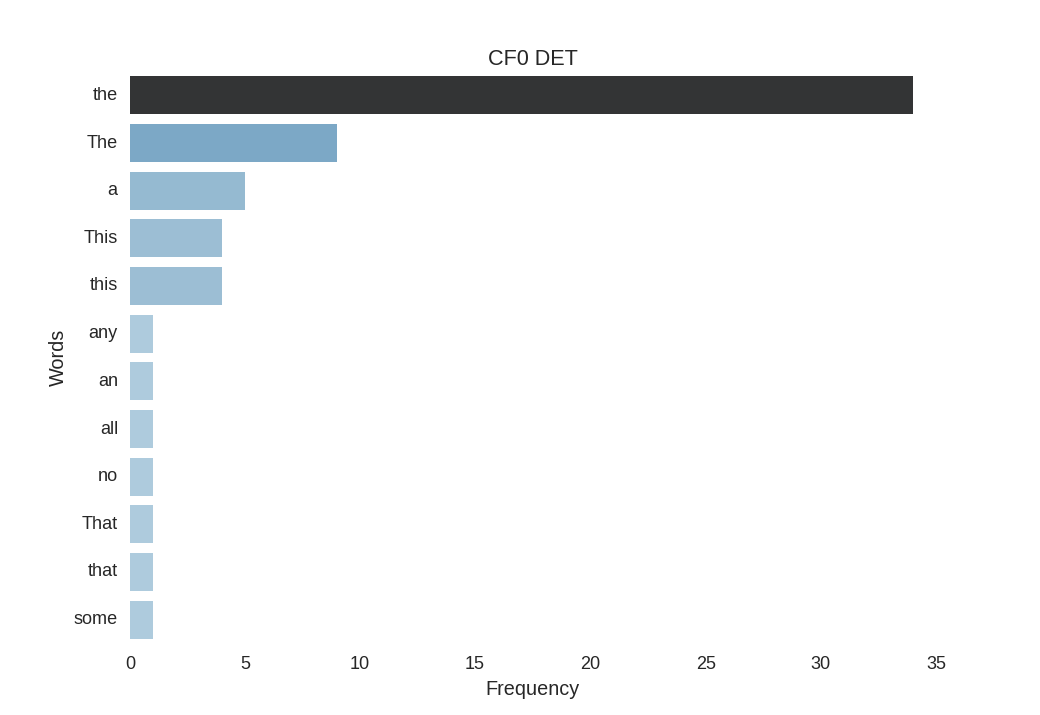 CF0 DET
the
The
a
This
this
any
an
all
no
That
that
some
Words
0 5 10 15 20 25 30 35
Frequency